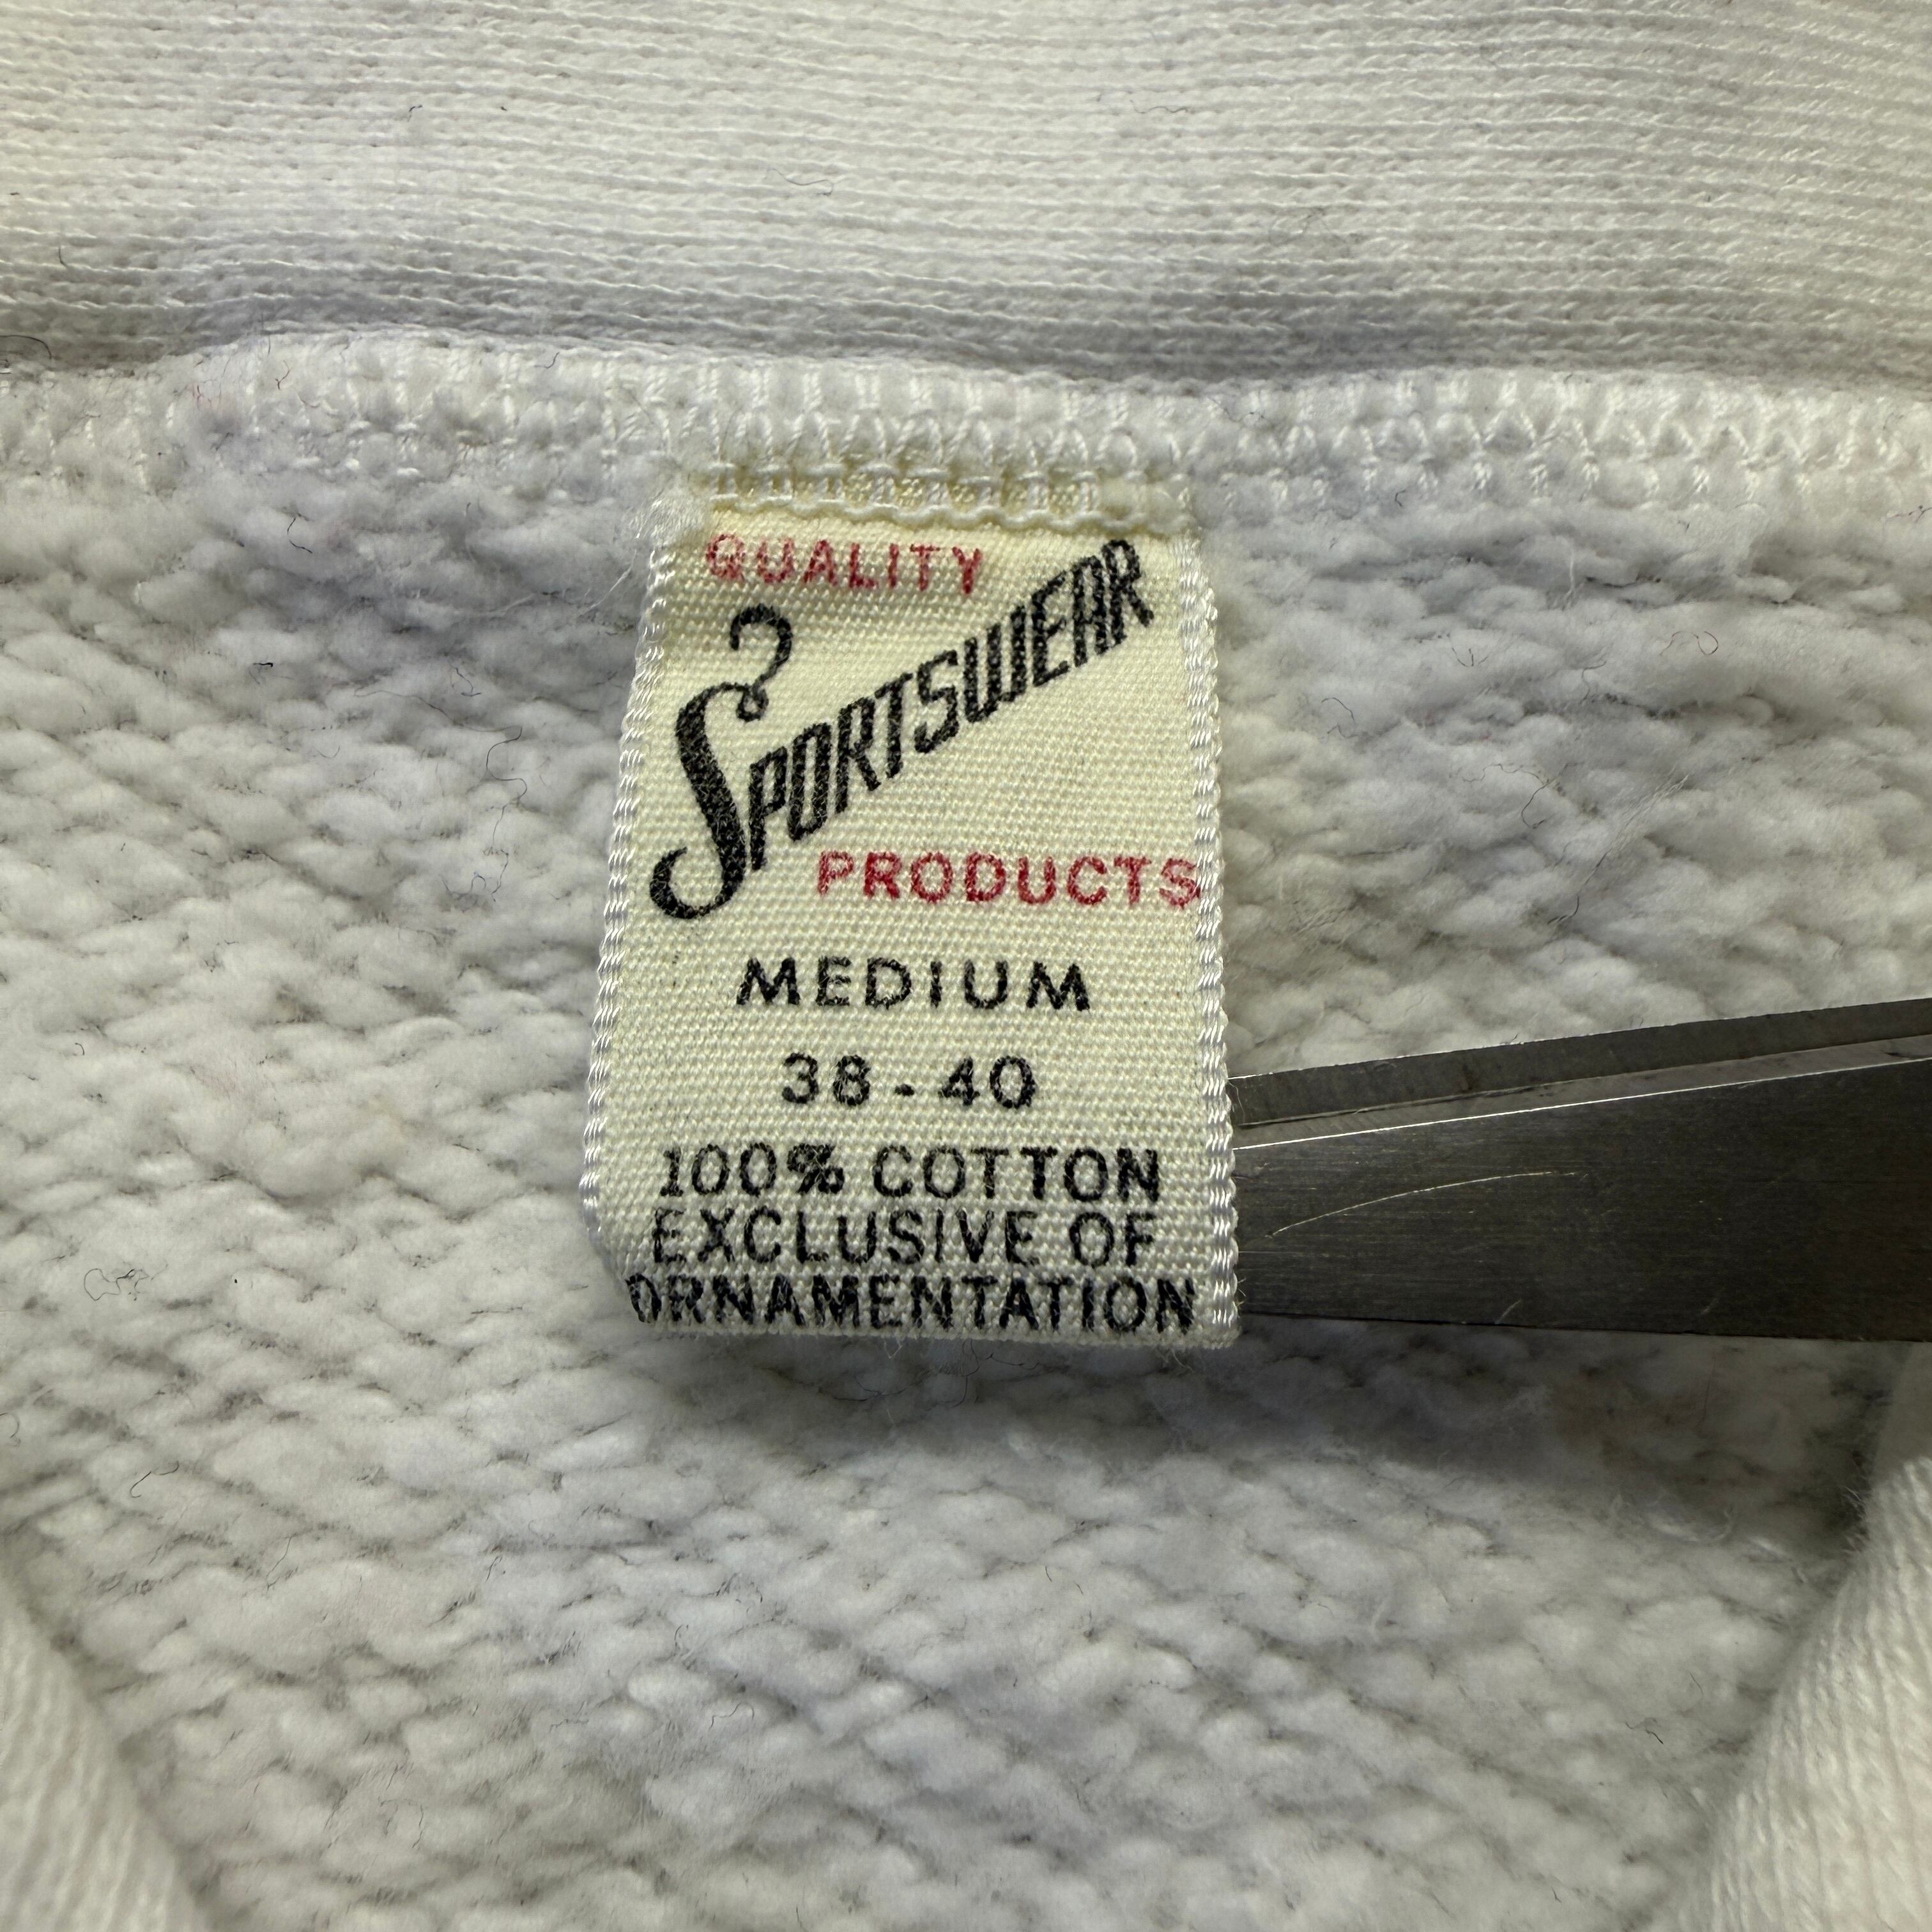 QUALITY
SPORTSWEAR
PRODUCTS
MEDIUM
38-40
100% COTTON
EXCLUSIVE OF
ORNAMENTATION